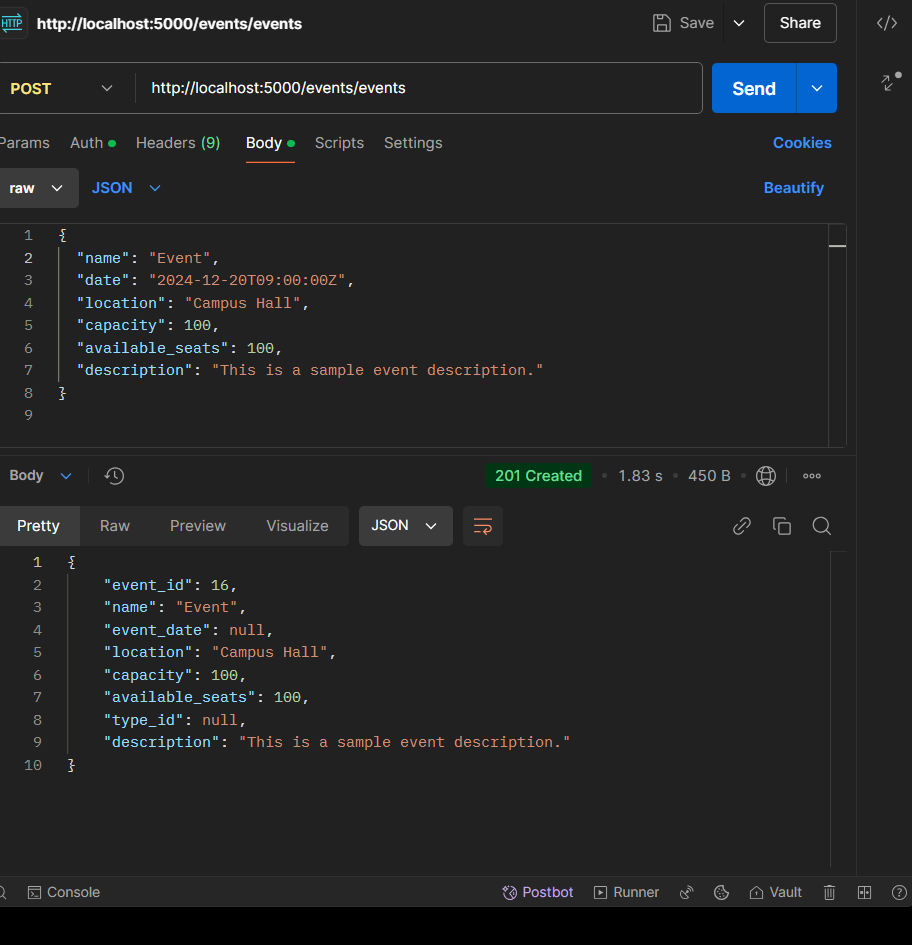 HTTP http://localhost:5000/events/events Save Share
POST http://localhost:5000/events/events Send
Params Auth Headers (9) Body Scripts Settings Cookies
raw JSON Beautify
1 {
2 "name": "Event",
3 "date": "2024-12-20T09:00:00Z",
4 "location": "Campus Hall",
5 "capacity": 100,
6 "available_seats": 100,
7 "description": "This is a sample event description."
8 }
9
Body 201 Created • 1.83 s • 450 B •
Pretty Raw Preview Visualize JSON
1 {
2 "event_id": 16,
3 "name": "Event",
4 "event_date": null,
5 "location": "Campus Hall",
6 "capacity": 100,
7 "available_seats": 100,
8 "type_id": null,
9 "description": "This is a sample event description."
10 }
Console Postbot Runner Vault